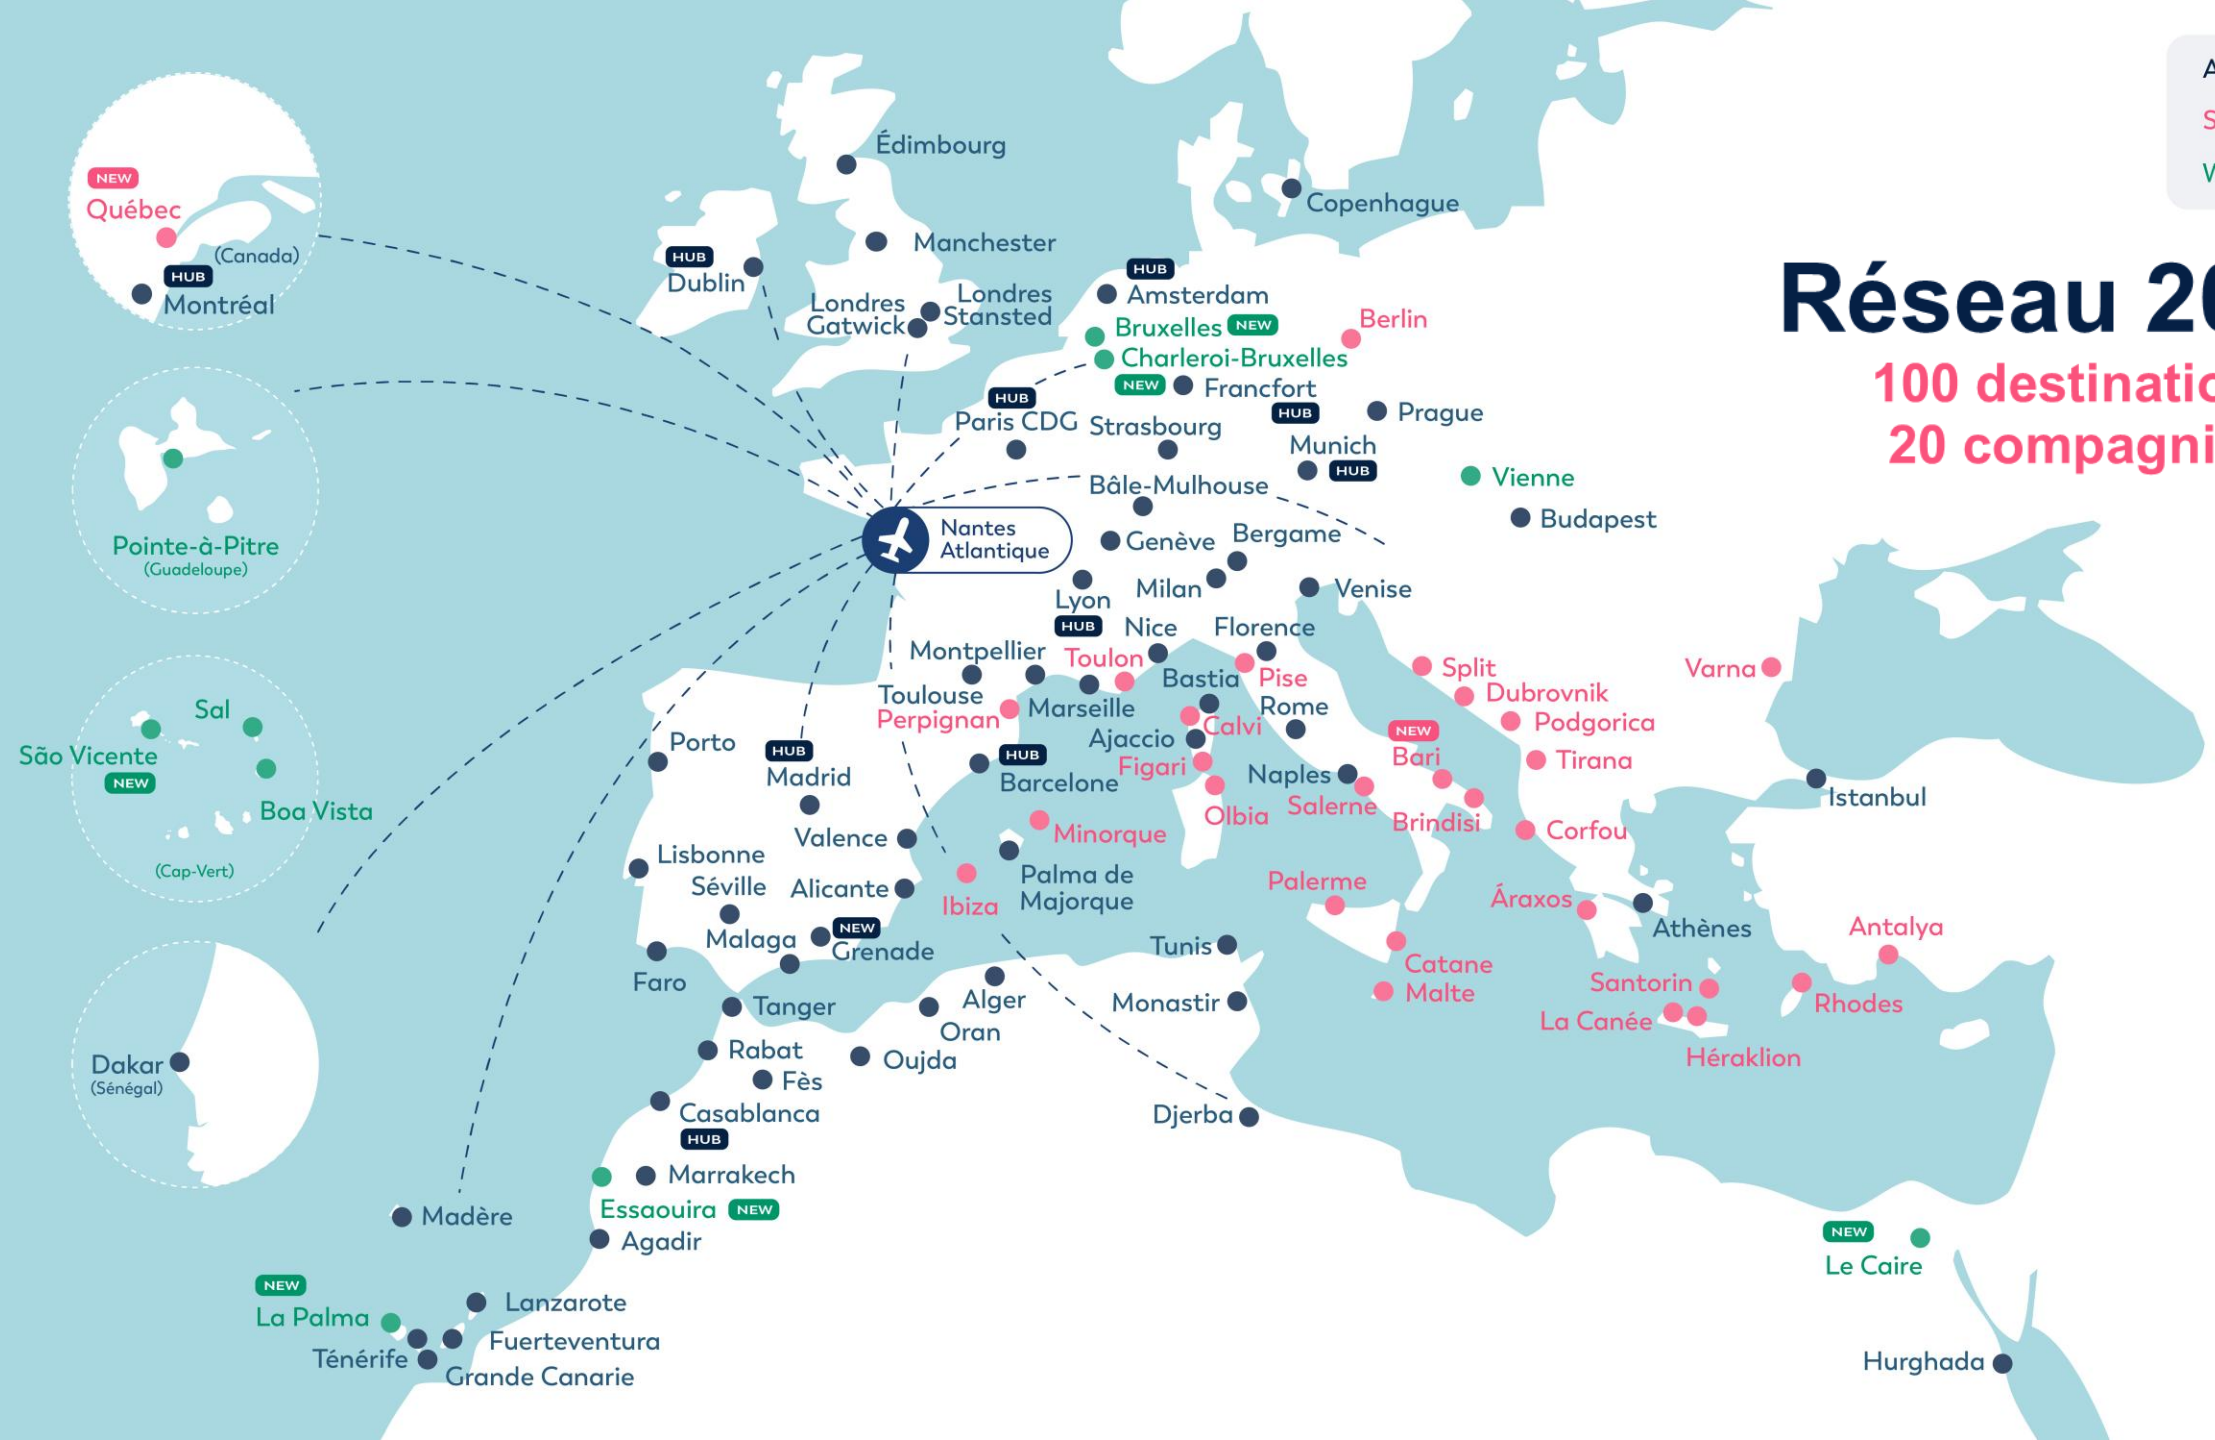 NEW
Québec
(Canada)
HUB
Montréal
Pointe-à-Pitre
(Guadeloupe)
Sal
São Vicente
NEW
Boa Vista
(Cap-Vert)
Dakar
(Sénégal)
Édimbourg
Manchester
HUB
Dublin
Londres
Gatwick
Londres
Stansted
Copenhague
HUB
Amsterdam
Bruxelles NEW
Charleroi-Bruxelles
NEW
Francfort
HUB
Berlin
HUB
Paris CDG
Strasbourg
Prague
Munich
HUB
Bâle-Mulhouse
Vienne
Budapest
Nantes
Atlantique
Genève
Bergame
Milan
Venise
Lyon
HUB
Nice
Florence
Montpellier
Toulon
Toulouse
Perpignan
Marseille
Bastia
Pise
Calvi
Rome
Ajaccio
Figari
Olbia
Naples
Salerne
NEW
Bari
Brindisi
Split
Dubrovnik
Podgorica
Tirana
Corfou
Varna
Istanbul
Porto
HUB
Madrid
HUB
Barcelone
Valence
Minorque
Lisbonne
Séville
Alicante
Palma de
Majorque
Ibiza
Malaga
NEW
Grenade
Faro
Palerme
Catane
Malte
Áraxos
Athènes
Antalya
Santorin
Rhodes
La Canée
Héraklion
Tunis
Monastir
Djerba
Tanger
Alger
Oran
Rabat
Oujda
Fès
Casablanca
HUB
Marrakech
Essaouira NEW
Agadir
Madère
NEW
La Palma
Lanzarote
Fuerteventura
Ténérife
Grande Canarie
NEW
Le Caire
Hurghada
Réseau 20
100 destinatio
20 compagni